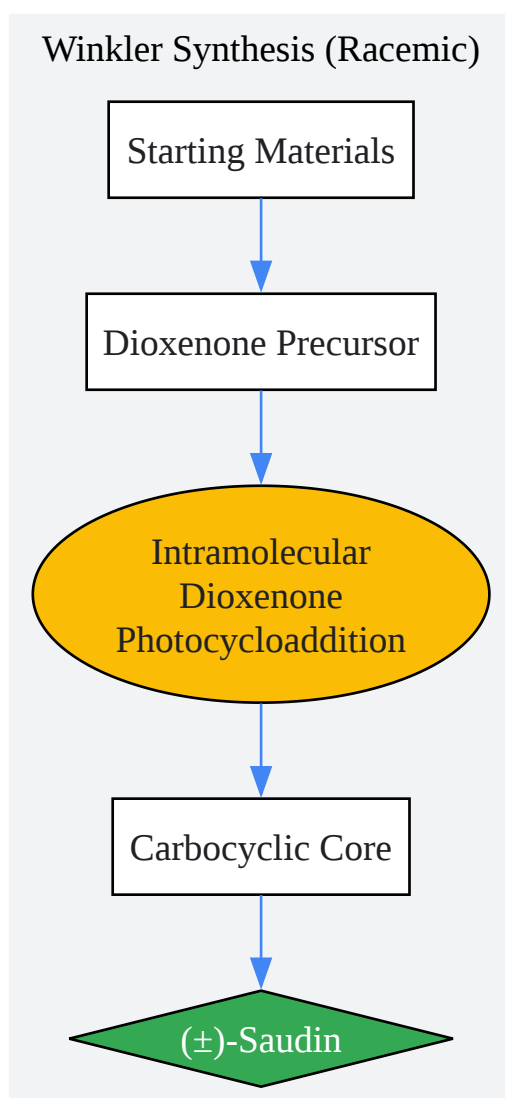 Winkler Synthesis (Racemic)
Starting Materials
Dioxenone Precursor
Intramolecular
Dioxenone
Photocycloaddition
Carbocyclic Core
(±)-Saudin